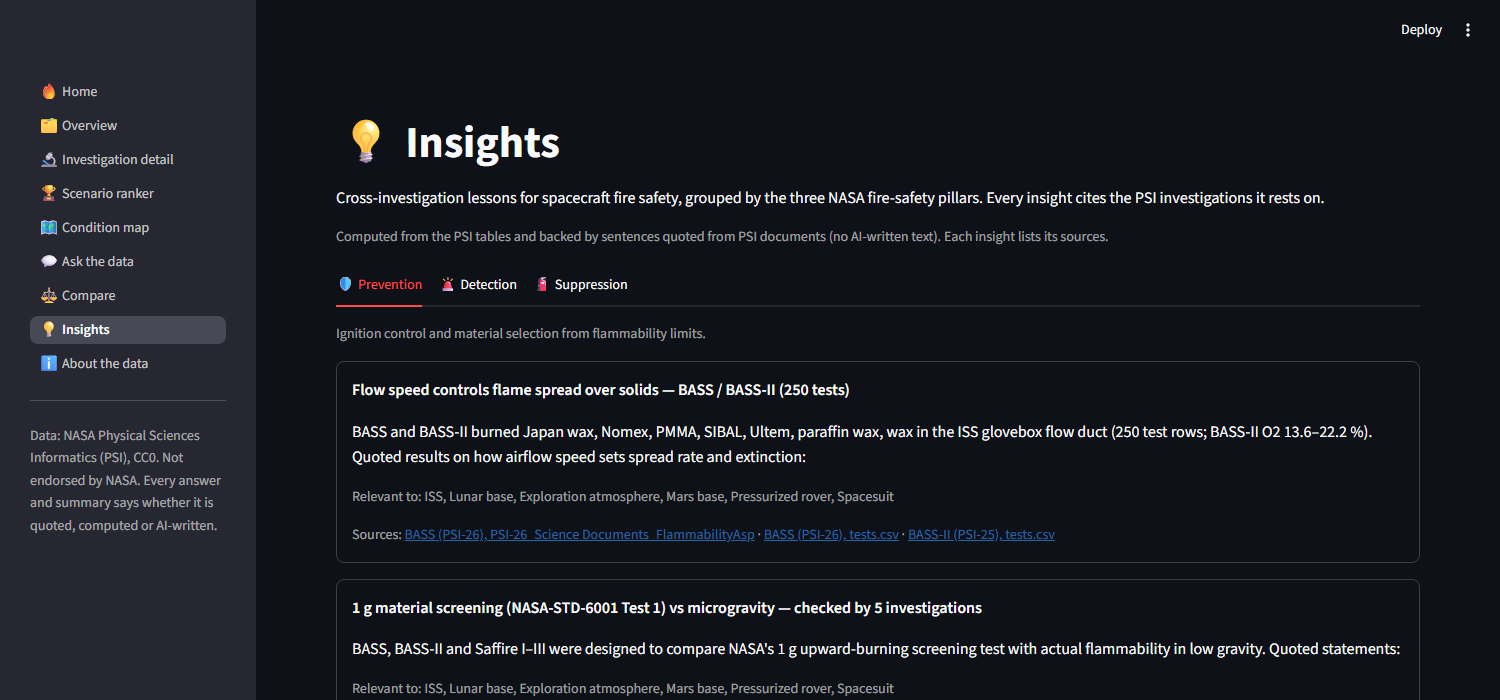 Deploy
Home
Overview
Investigation detail
Scenario ranker
Condition map
Ask the data
Compare
Insights
About the data
Data: NASA Physical Sciences
Informatics (PSI), CC0. Not
endorsed by NASA. Every answer
and summary says whether it is
quoted, computed or AI-written.
Insights
Cross-investigation lessons for spacecraft fire safety, grouped by the three NASA fire-safety pillars. Every insight cites the PSI investigations it rests on.
Computed from the PSI tables and backed by sentences quoted from PSI documents (no AI-written text). Each insight lists its sources.
Prevention Detection Suppression
Ignition control and material selection from flammability limits.
Flow speed controls flame spread over solids — BASS / BASS-II (250 tests)
BASS and BASS-II burned Japan wax, Nomex, PMMA, SIBAL, Ultem, paraffin wax, wax in the ISS glovebox flow duct (250 test rows; BASS-II O2 13.6–22.2 %).
Quoted results on how airflow speed sets spread rate and extinction:
Relevant to: ISS, Lunar base, Exploration atmosphere, Mars base, Pressurized rover, Spacesuit
Sources: BASS (PSI-26), PSI-26_Science Documents_FlammabilityAsp · BASS (PSI-26), tests.csv · BASS-II (PSI-25), tests.csv
1 g material screening (NASA-STD-6001 Test 1) vs microgravity — checked by 5 investigations
BASS, BASS-II and Saffire I–III were designed to compare NASA's 1 g upward-burning screening test with actual flammability in low gravity. Quoted statements:
Relevant to: ISS, Lunar base, Exploration atmosphere, Mars base, Pressurized rover, Spacesuit